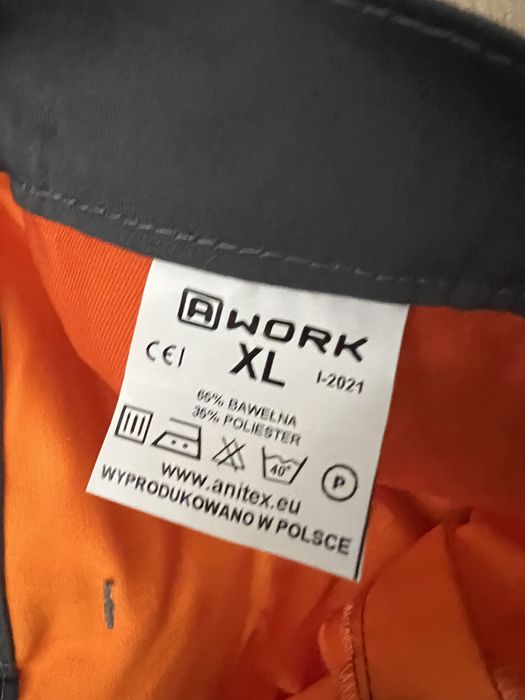 A WORK
CE I XL I-2021
65% BAWEŁNA
35% POLIESTER
40° P
www.anitex.eu
WYPRODUKOWANO W POLSCE